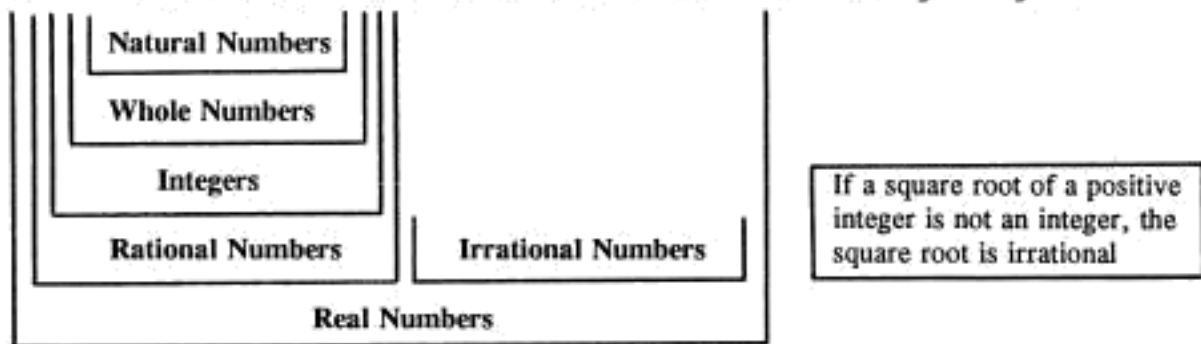 Natural Numbers
Whole Numbers
Integers
Rational Numbers
Irrational Numbers
Real Numbers
If a square root of a positive
integer is not an integer, the
square root is irrational